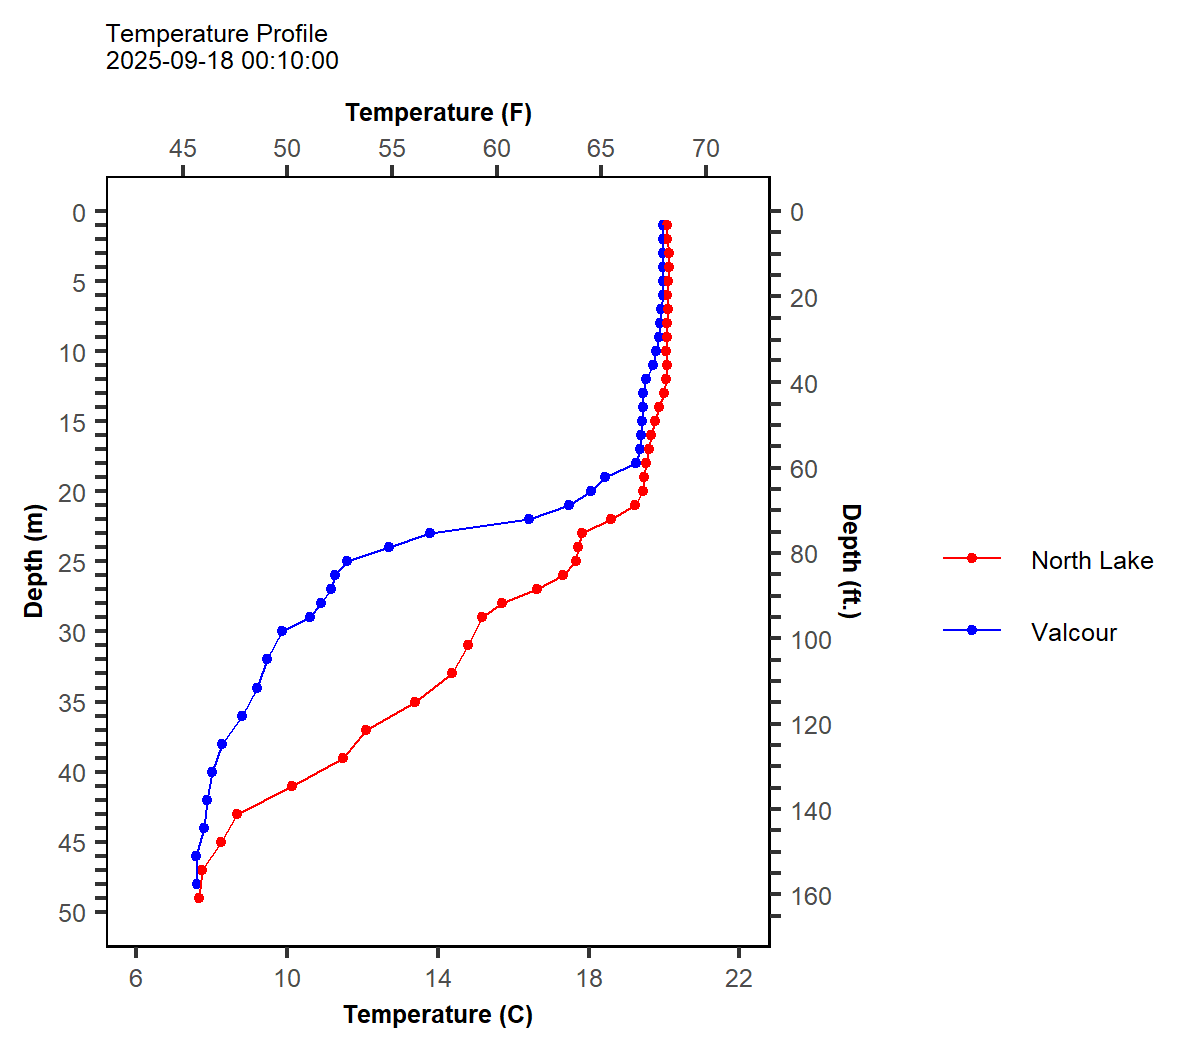 Temperature Profile
2025-09-18 00:10:00
Temperature (F)
45 50 55 60 65 70
0
5
10
15
20
25
30
35
40
45
50
Depth (m)
0
20
40
60
80
100
120
140
160
Depth (ft.)
North Lake
Valcour
6 10 14 18 22
Temperature (C)